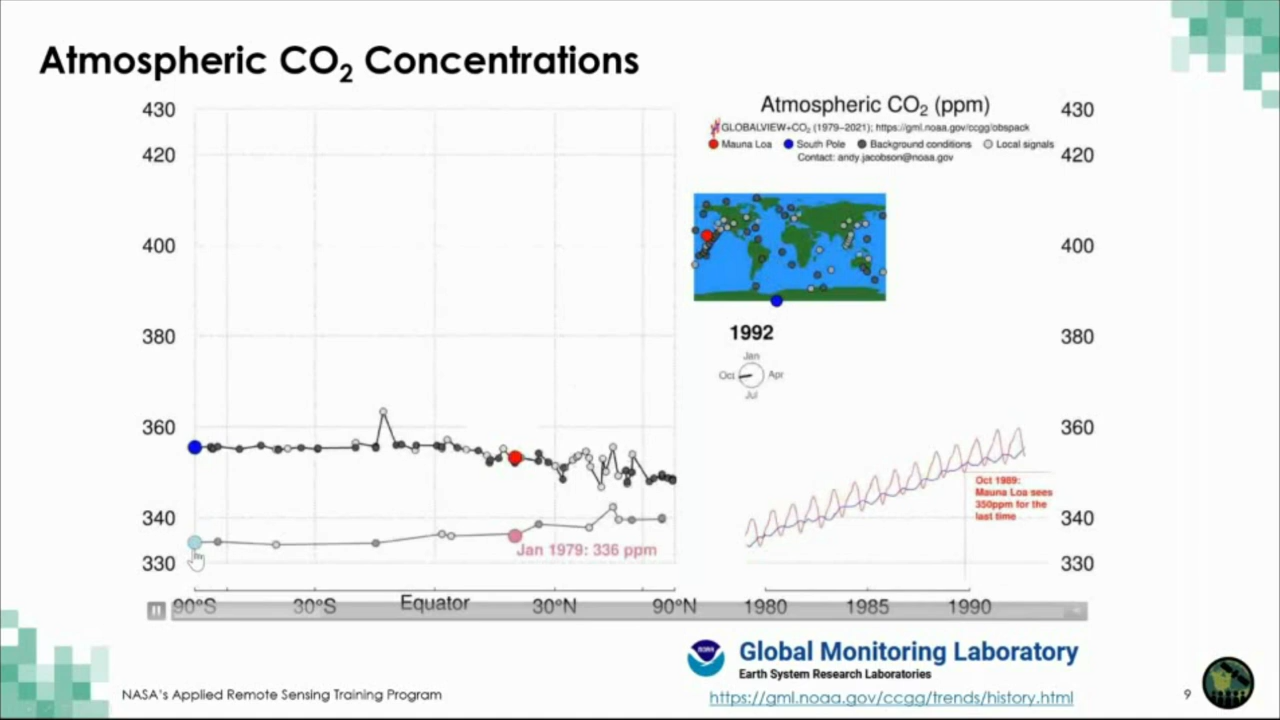 Atmospheric CO₂ Concentrations
430
420
400
380
360
340
330
Jan 1979: 336 ppm
90°S
30°S
Equator
30°N
90°N
Atmospheric CO₂ (ppm)
GLOBALVIEW+CO₂ (1979–2021); https://gml.noaa.gov/ccgg/obspack
Mauna Loa South Pole Background conditions Local signals
Contact: andy.jacobson@noaa.gov
1992
Jan
Oct Apr
Jul
430
420
400
380
360
340
330
Oct 1989:
Mauna Loa sees
350ppm for the
last time
1980 1985 1990
NOAA
Global Monitoring Laboratory
Earth System Research Laboratories
https://gml.noaa.gov/ccgg/trends/history.html
NASA's Applied Remote Sensing Training Program
9